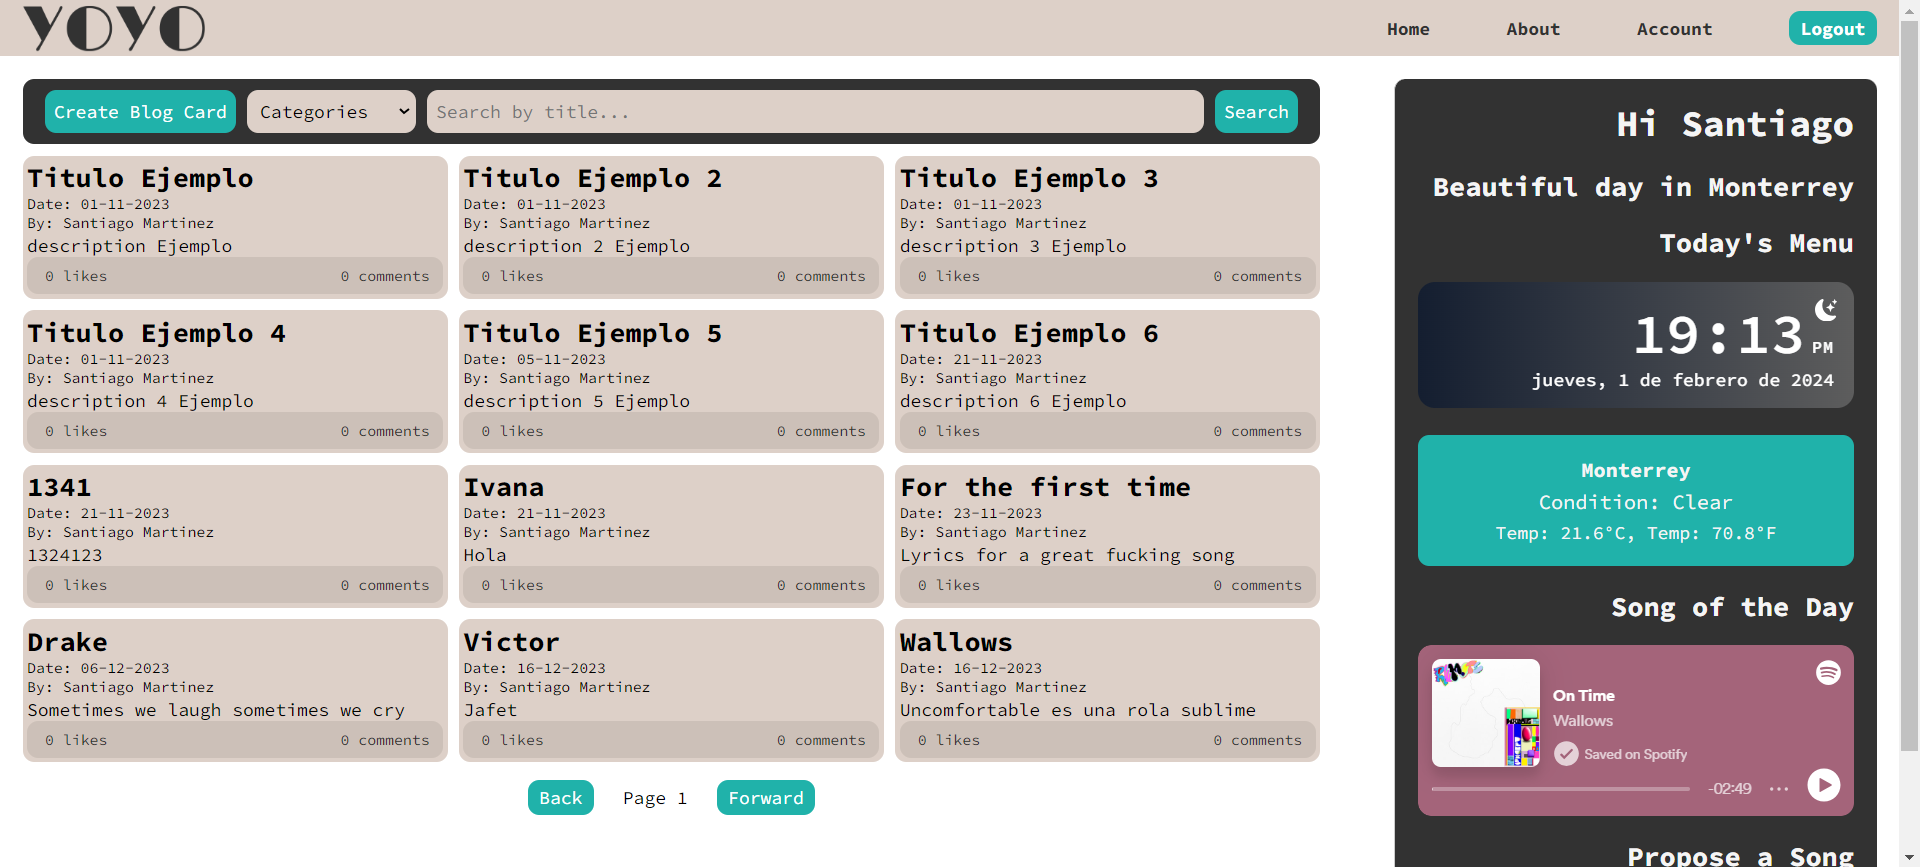 YOYO
Home About Account Logout
Create Blog Card Categories Search by title... Search
Titulo Ejemplo
Date: 01-11-2023
By: Santiago Martinez
description Ejemplo
0 likes 0 comments
Titulo Ejemplo 2
Date: 01-11-2023
By: Santiago Martinez
description 2 Ejemplo
0 likes 0 comments
Titulo Ejemplo 3
Date: 01-11-2023
By: Santiago Martinez
description 3 Ejemplo
0 likes 0 comments
Titulo Ejemplo 4
Date: 01-11-2023
By: Santiago Martinez
description 4 Ejemplo
0 likes 0 comments
Titulo Ejemplo 5
Date: 05-11-2023
By: Santiago Martinez
description 5 Ejemplo
0 likes 0 comments
Titulo Ejemplo 6
Date: 21-11-2023
By: Santiago Martinez
description 6 Ejemplo
0 likes 0 comments
1341
Date: 21-11-2023
By: Santiago Martinez
1324123
0 likes 0 comments
Ivana
Date: 21-11-2023
By: Santiago Martinez
Hola
0 likes 0 comments
For the first time
Date: 23-11-2023
By: Santiago Martinez
Lyrics for a great fucking song
0 likes 0 comments
Drake
Date: 06-12-2023
By: Santiago Martinez
Sometimes we laugh sometimes we cry
0 likes 0 comments
Victor
Date: 16-12-2023
By: Santiago Martinez
Jafet
0 likes 0 comments
Wallows
Date: 16-12-2023
By: Santiago Martinez
Uncomfortable es una rola sublime
0 likes 0 comments
Back Page 1 Forward
Hi Santiago
Beautiful day in Monterrey
Today's Menu
19:13 PM
jueves, 1 de febrero de 2024
Monterrey
Condition: Clear
Temp: 21.6°C, Temp: 70.8°F
Song of the Day
On Time
Wallows
Saved on Spotify
-02:49
Propose a Song